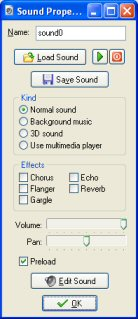 Sound Prope...
Name: sound0
Load Sound
Save Sound
Kind
Normal sound
Background music
3D sound
Use multimedia player
Effects
Chorus Echo
Flanger Reverb
Gargle
Volume:
Pan:
Preload
Edit Sound
OK